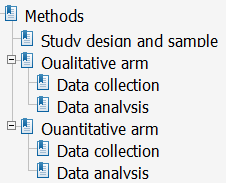 Methods
Study design and sample
Qualitative arm
Data collection
Data analysis
Quantitative arm
Data collection
Data analysis